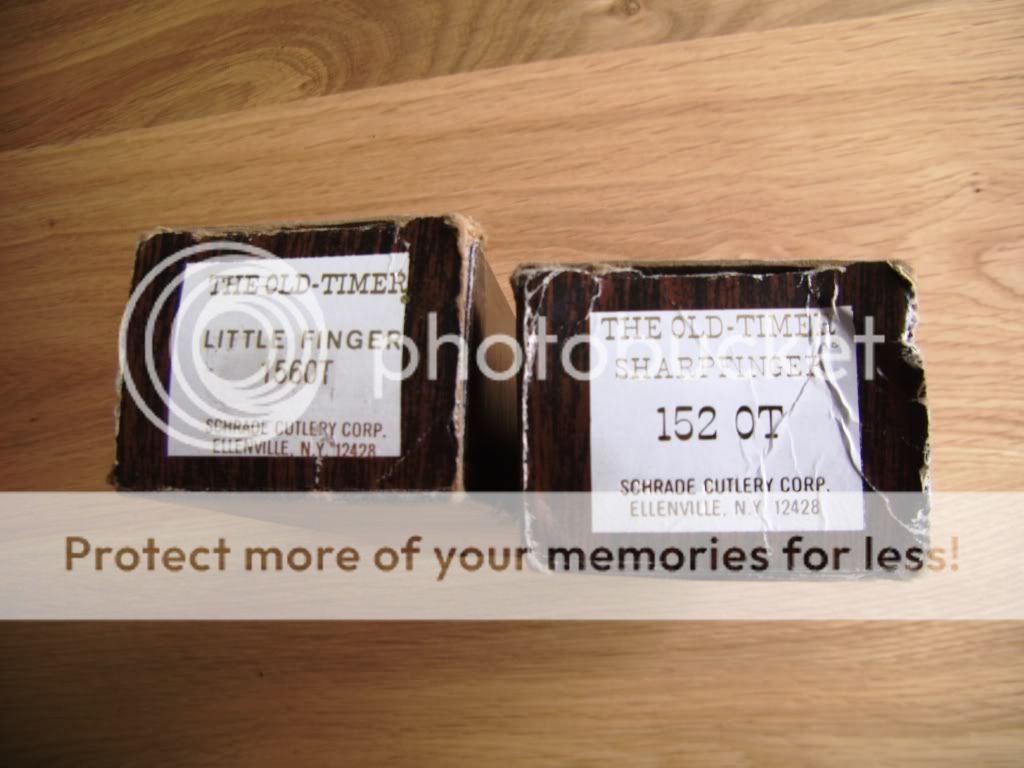 THE OLD-TIMER
LITTLE FINGER
156OT
SCHRADE CUTLERY CORP.
ELLENVILLE, N.Y. 12428
THE OLD-TIMER
SHARPFINGER
152 OT
SCHRADE CUTLERY CORP.
ELLENVILLE, N.Y. 12428
photobucket
Protect more of your memories for less!